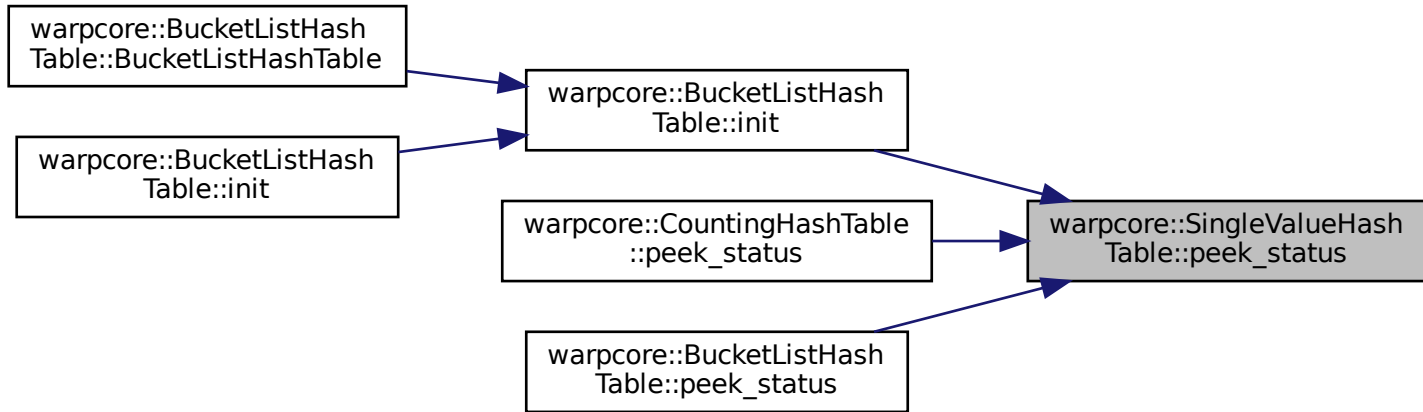 warpcore::BucketListHash
Table::BucketListHashTable
warpcore::BucketListHash
Table::init
warpcore::BucketListHash
Table::init
warpcore::CountingHashTable
::peek_status
warpcore::BucketListHash
Table::peek_status
warpcore::SingleValueHash
Table::peek_status